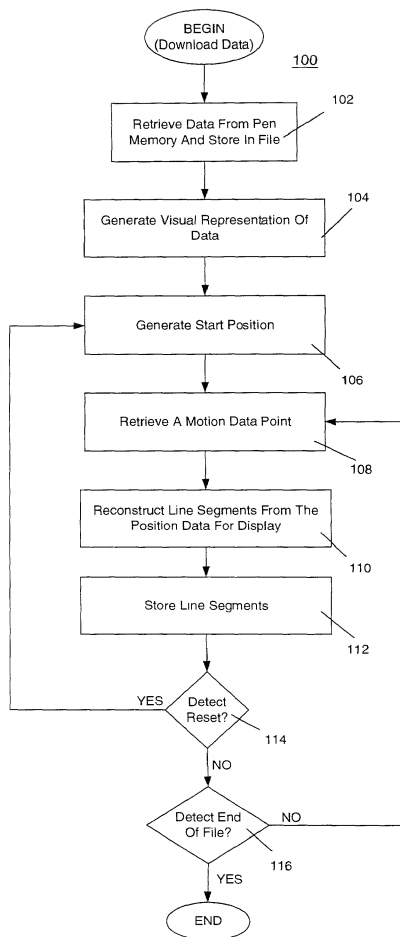 BEGIN
(Download Data)
100
102
Retrieve Data From Pen
Memory And Store In File
104
Generate Visual Representation Of
Data
Generate Start Position
106
Retrieve A Motion Data Point
108
Reconstruct Line Segments From The
Position Data For Display
110
Store Line Segments
112
YES
Detect
Reset?
114
NO
Detect End
Of File?
NO
116
YES
END